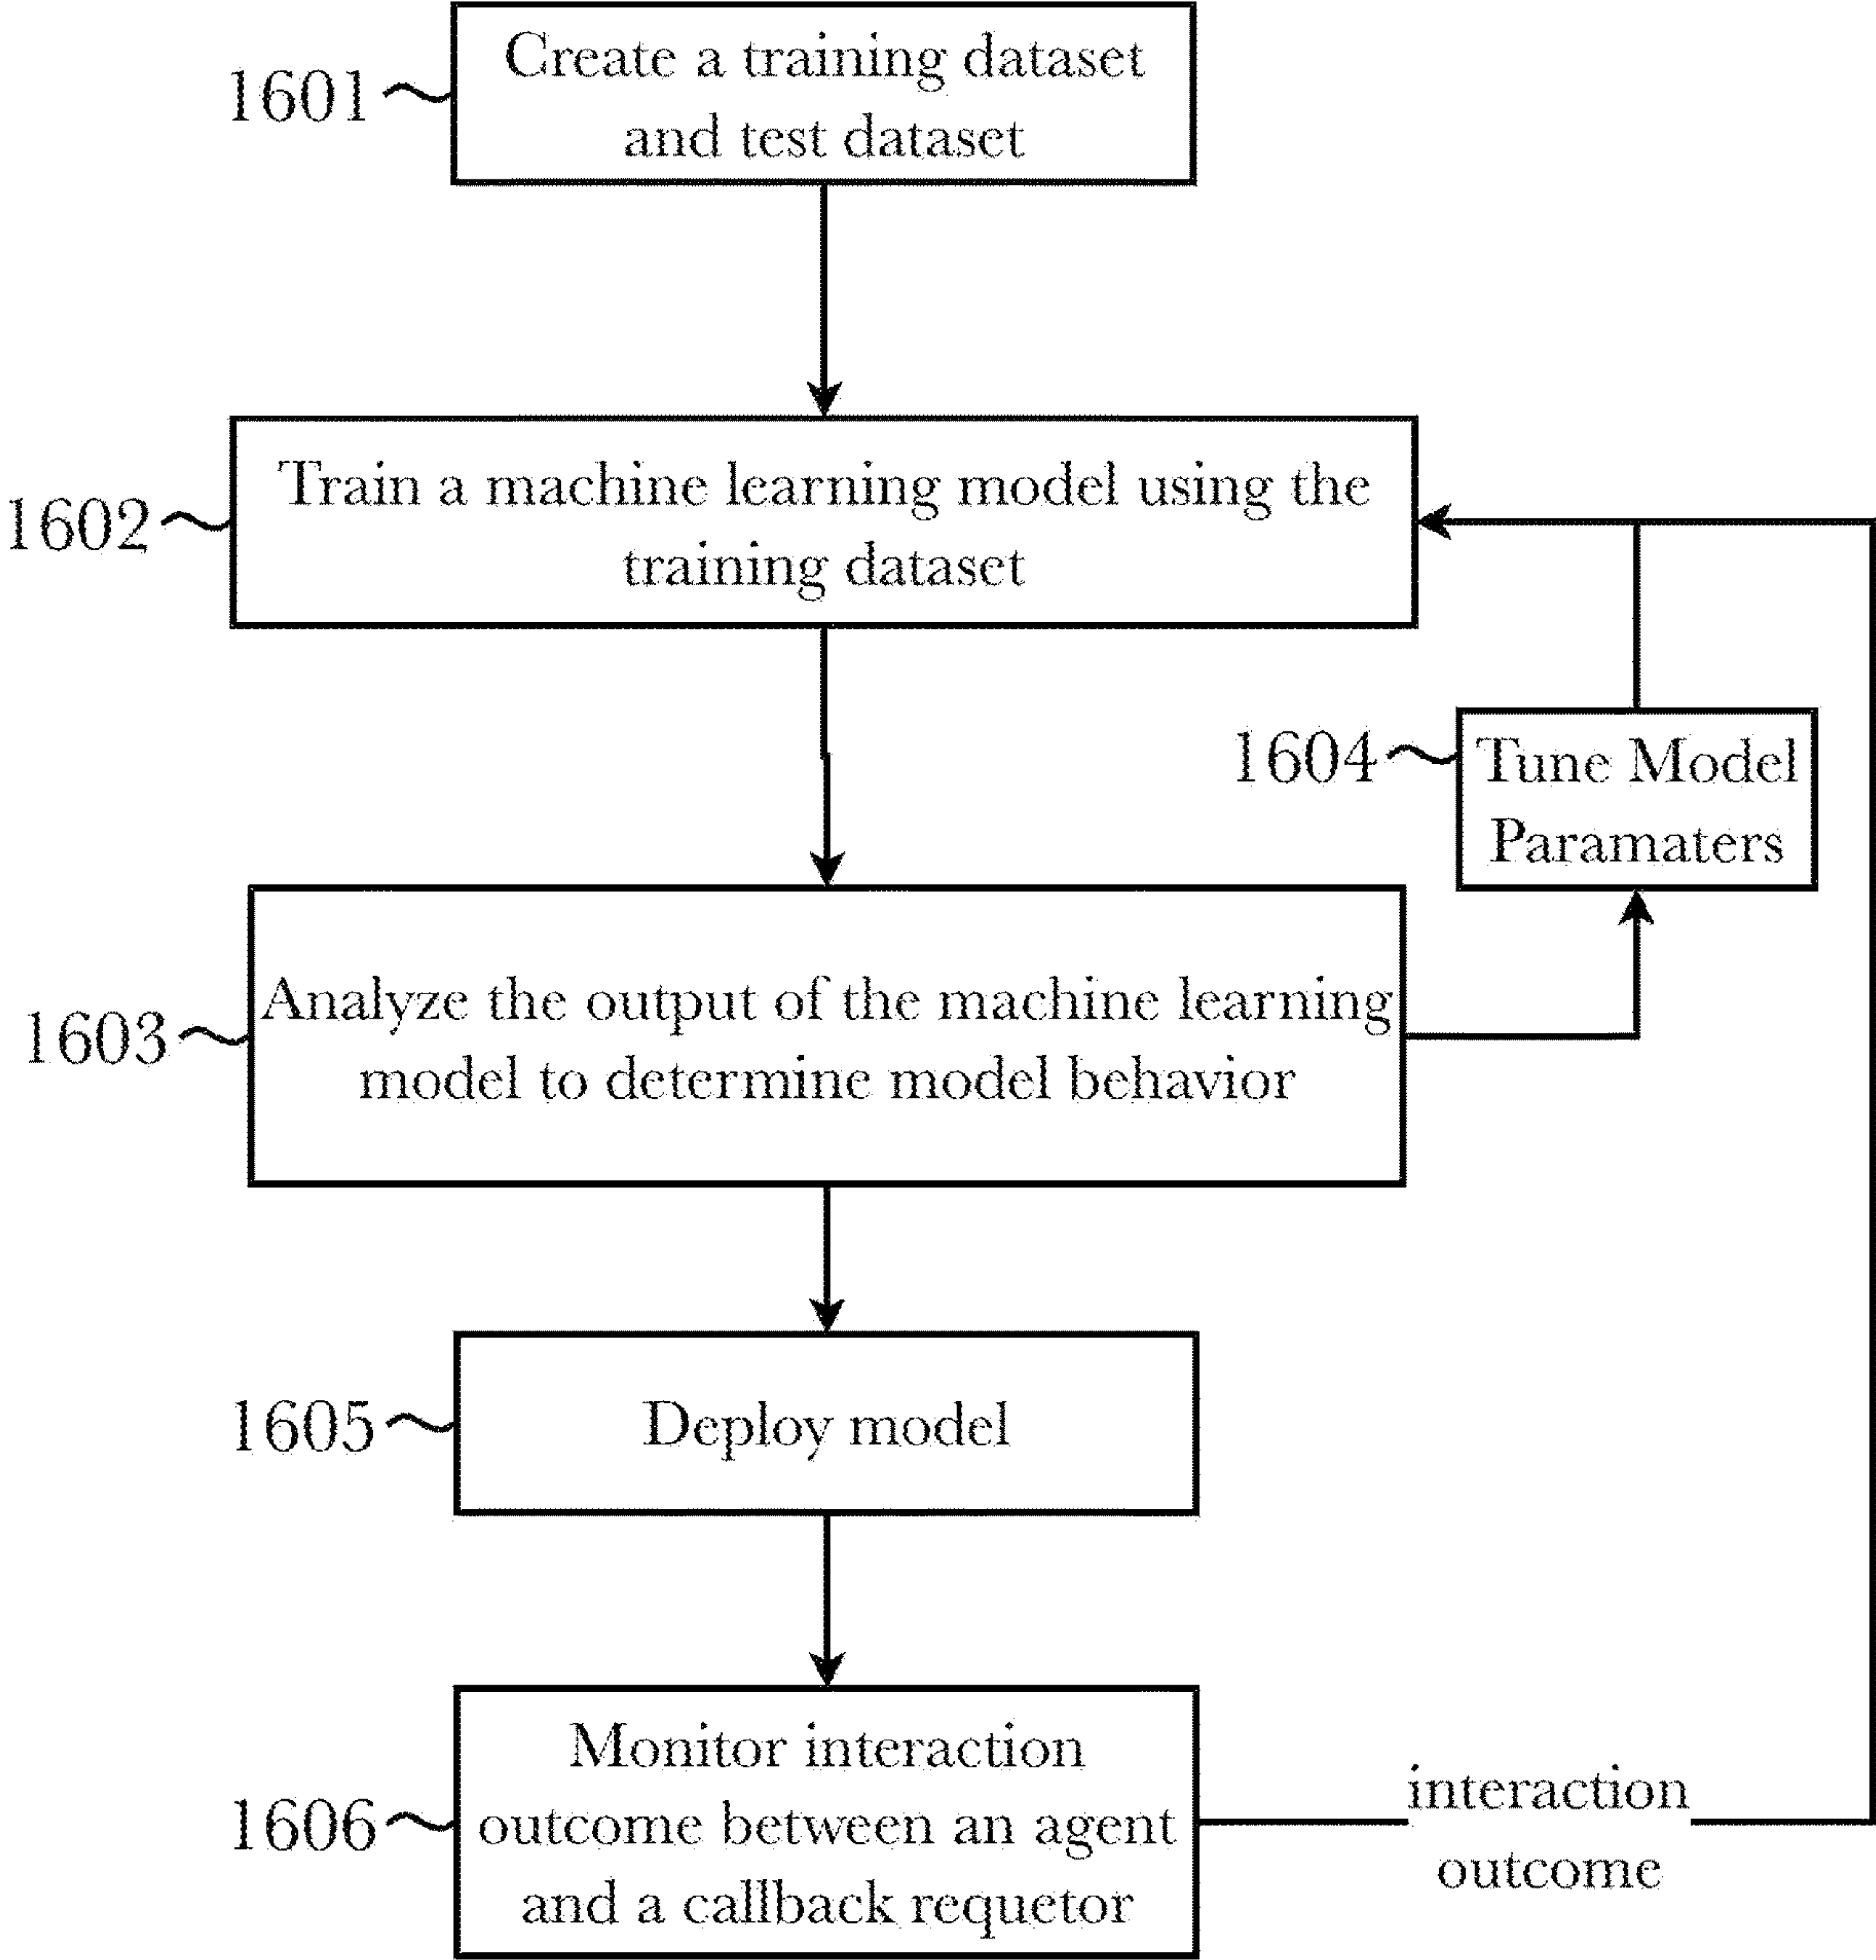 1601
Create a training dataset
and test dataset
1602
Train a machine learning model using the
training dataset
1604
Tune Model
Paramaters
1603
Analyze the output of the machine learning
model to determine model behavior
1605
Deploy model
1606
Monitor interaction
outcome between an agent
and a callback requetor
interaction
outcome